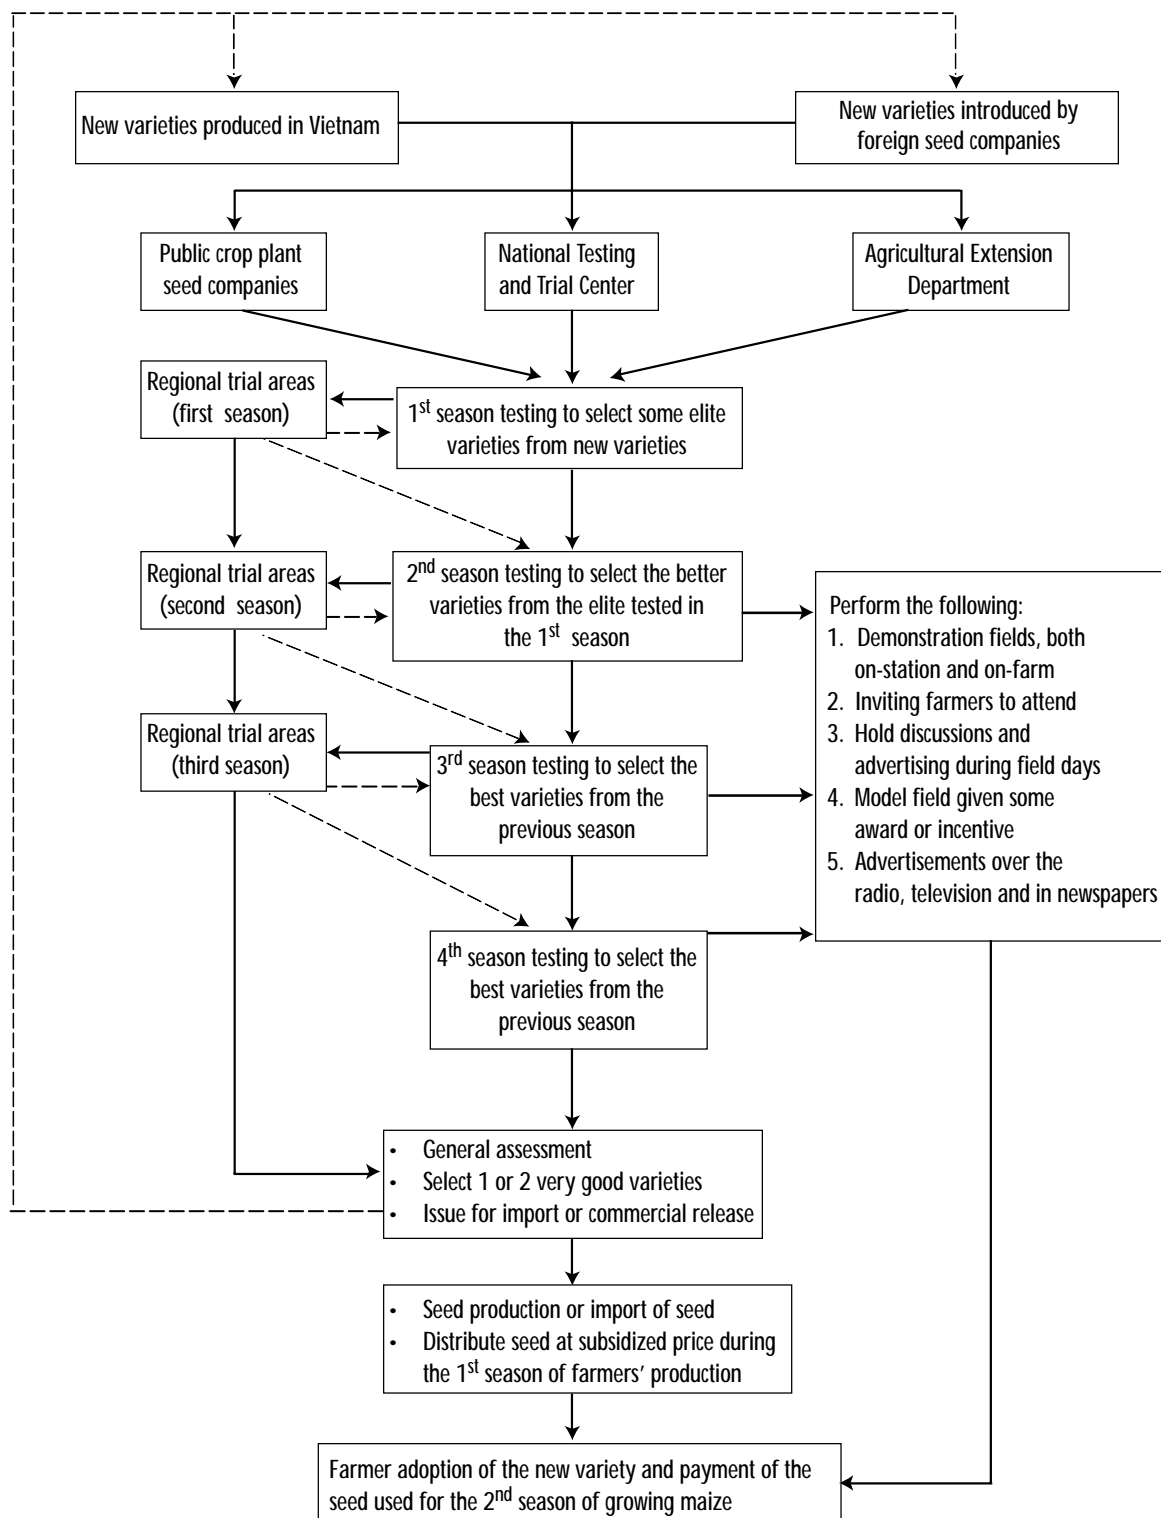 New varieties produced in Vietnam
New varieties introduced by
foreign seed companies
Public crop plant
seed companies
National Testing
and Trial Center
Agricultural Extension
Department
Regional trial areas
(first season)
1st season testing to select some elite
varieties from new varieties
Regional trial areas
(second season)
2nd season testing to select the better
varieties from the elite tested in
the 1st season
Perform the following:
1. Demonstration fields, both
on-station and on-farm
2. Inviting farmers to attend
3. Hold discussions and
advertising during field days
4. Model field given some
award or incentive
5. Advertisements over the
radio, television and in newspapers
Regional trial areas
(third season)
3rd season testing to select the
best varieties from the
previous season
4th season testing to select the
best varieties from the
previous season
• General assessment
• Select 1 or 2 very good varieties
• Issue for import or commercial release
• Seed production or import of seed
• Distribute seed at subsidized price during
the 1st season of farmers’ production
Farmer adoption of the new variety and payment of the
seed used for the 2nd season of growing maize